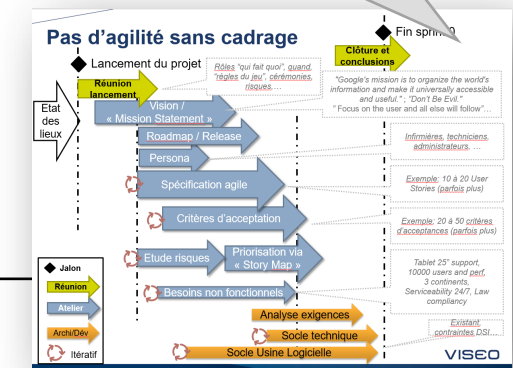 Pas d'agilité sans cadrage
Fin sprint 0
Lancement du projet
Clôture et
conclusions
Rôles "qui fait quoi", quand,
"règles du jeu", cérémonies,
risques,…
Réunion
lancement
Etat
des
lieux
Vision /
« Mission Statement »
"Google's mission is to organize the world's
information and make it universally accessible
and useful." ; "Don't Be Evil."
" Focus on the user and all else will follow"…
Roadmap / Release
Persona
Infirmières, techniciens,
administrateurs, …
Spécification agile
Exemple: 10 à 20 User
Stories (parfois plus)
Critères d'acceptation
Exemple: 20 à 50 critères
d'acceptances (parfois plus)
Etude risques
Priorisation via
« Story Map »
Besoins non fonctionnels
Tablet 25" support,
10000 users and perf,
3 continents,
Serviceability 24/7, Law
compliancy
Analyse exigences
Socle technique
Socle Usine Logicielle
Existant,
contraintes DSI…
Jalon
Réunion
Atelier
Archi/Dév
Itératif
VISEO